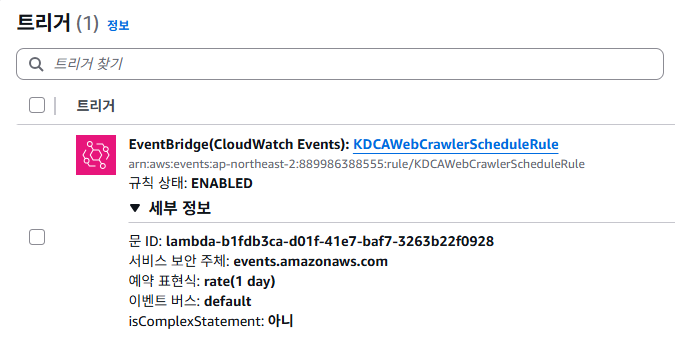 트리거 (1) 정보
트리거 찾기
트리거
EventBridge(CloudWatch Events): KDCAWebCrawlerScheduleRule
arn:aws:events:ap-northeast-2:889986388555:rule/KDCAWebCrawlerScheduleRule
규칙 상태: ENABLED
▼ 세부 정보
문 ID: lambda-b1fdb3ca-d01f-41e7-baf7-3263b22f0928
서비스 보안 주체: events.amazonaws.com
예약 표현식: rate(1 day)
이벤트 버스: default
isComplexStatement: 아니